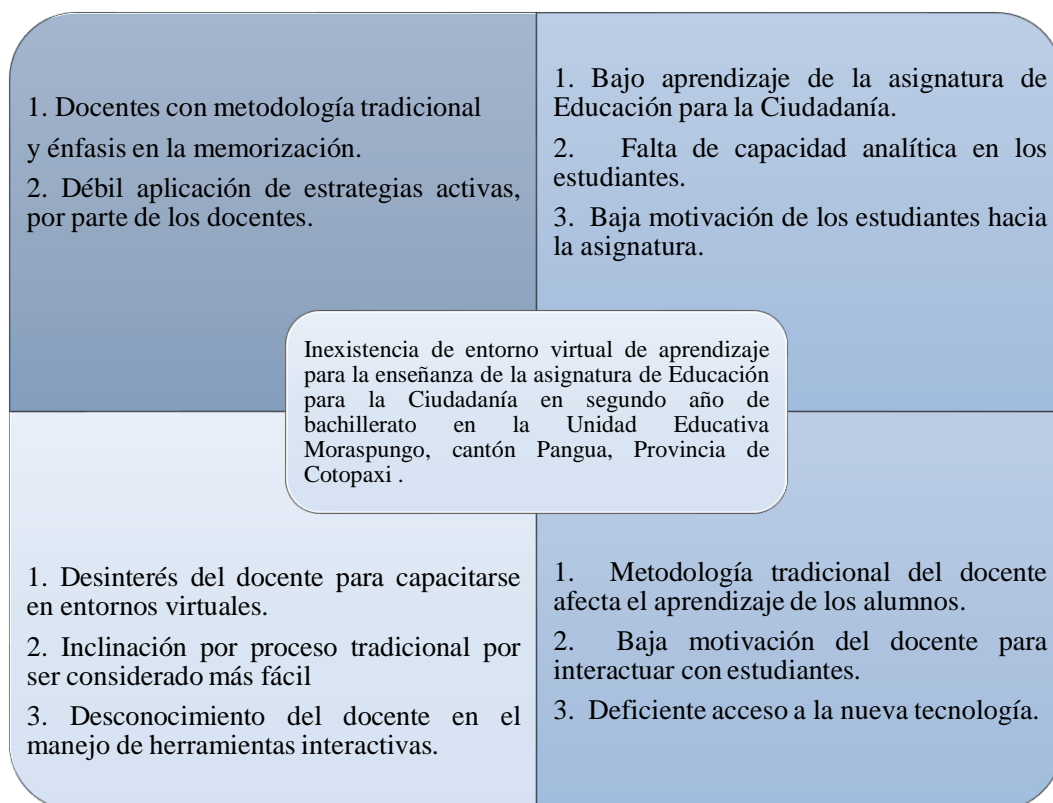 1. Docentes con metodología tradicional
y énfasis en la memorización.
2. Débil aplicación de estrategias activas,
por parte de los docentes.
1. Bajo aprendizaje de la asignatura de
Educación para la Ciudadanía.
2. Falta de capacidad analítica en los
estudiantes.
3. Baja motivación de los estudiantes hacia
la asignatura.
Inexistencia de entorno virtual de aprendizaje
para la enseñanza de la asignatura de Educación
para la Ciudadanía en segundo año de
bachillerato en la Unidad Educativa
Moraspungo, cantón Pangua, Provincia de
Cotopaxi .
1. Desinterés del docente para capacitarse
en entornos virtuales.
2. Inclinación por proceso tradicional por
ser considerado más fácil
3. Desconocimiento del docente en el
manejo de herramientas interactivas.
1. Metodología tradicional del docente
afecta el aprendizaje de los alumnos.
2. Baja motivación del docente para
interactuar con estudiantes.
3. Deficiente acceso a la nueva tecnología.